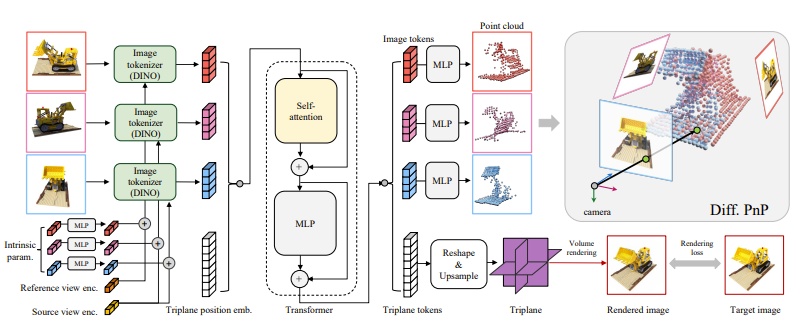 Image
tokenizer
(DINO)
Image
tokenizer
(DINO)
Image
tokenizer
(DINO)
Intrinsic
param.
MLP
MLP
MLP
+
+
+
Reference view enc.
Source view enc.
Triplane position emb.
Self-
attention
+
MLP
+
Transformer
Image tokens
MLP
MLP
MLP
Point cloud
Reshape
&
Upsample
Triplane tokens
Triplane
camera
Diff. PnP
Volume
rendering
Rendered image
Rendering
loss
Target image